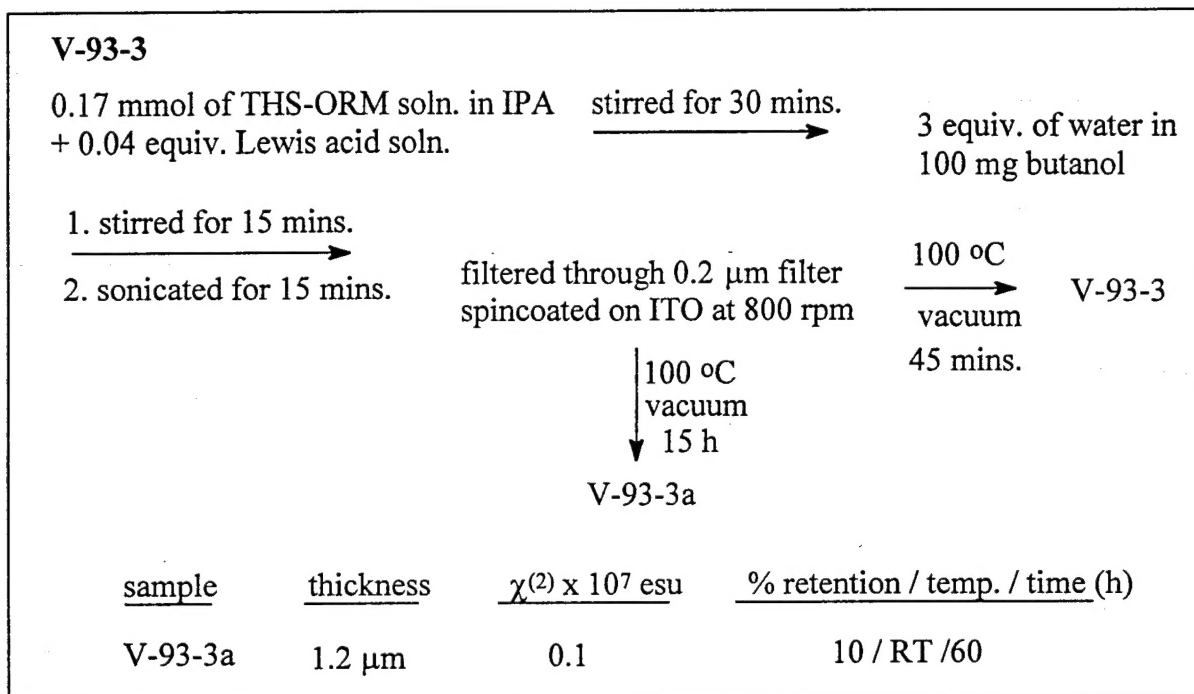 V-93-3
0.17 mmol of THS-ORM soln. in IPA
+ 0.04 equiv. Lewis acid soln.
stirred for 30 mins.
3 equiv. of water in
100 mg butanol
1. stirred for 15 mins.
2. sonicated for 15 mins.
filtered through 0.2 μm filter
spincoated on ITO at 800 rpm
100 ºC
vacuum
45 mins.
V-93-3
100 ºC
vacuum
15 h
V-93-3a
sample thickness χ(2) x 10⁷ esu % retention / temp. / time (h)
V-93-3a 1.2 μm 0.1 10 / RT /60